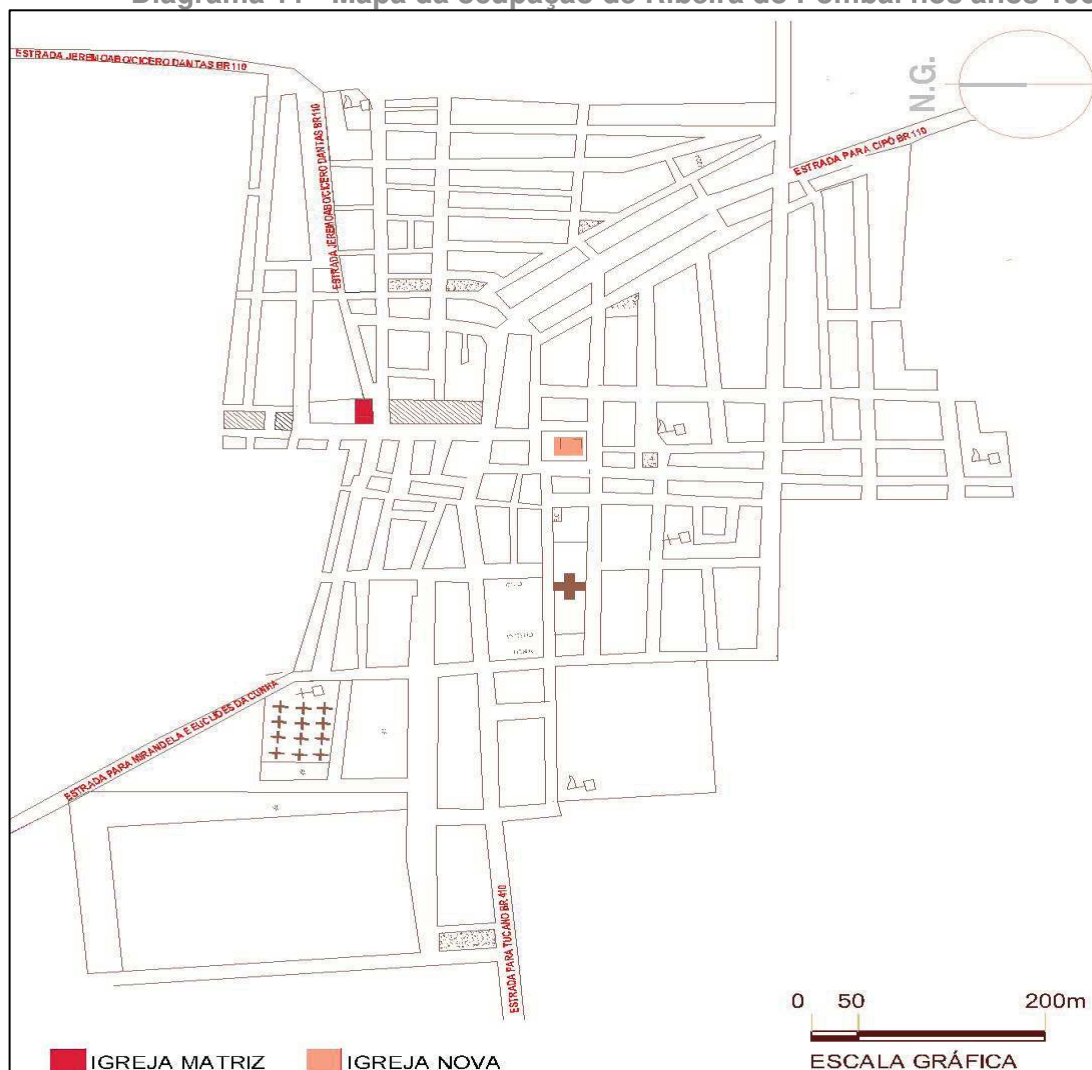 Diagrama 11 - Mapa da ocupação de Ribeira do Pombal nos anos
ESTRADA JEREMOABO/CICERO DANTAS BR 110
N.G.
ESTRADA JEREMOABO/CICERO DANTAS BR 110
ESTRADA PARA CIPÓ BR 110
ESTRADA PARA MIRANDELA E EUCLIDES DA CUNHA
ESTRADA PARA TUCANO BR 410
0 50 200m
ESCALA GRÁFICA
IGREJA MATRIZ IGREJA NOVA